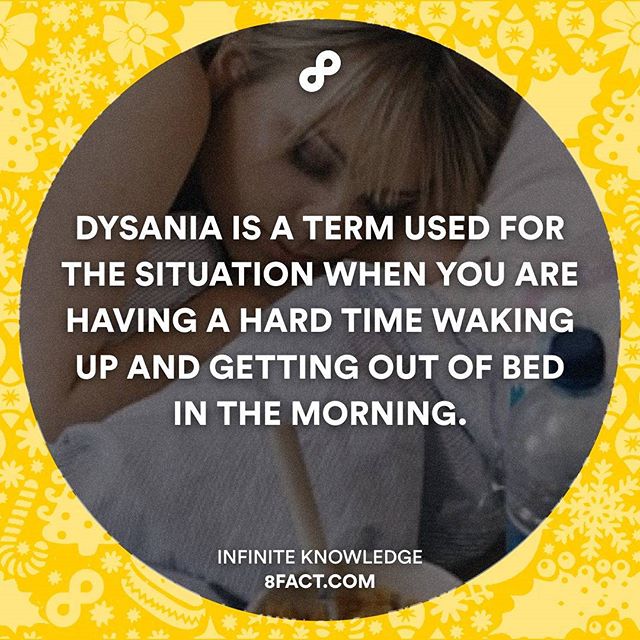 DYSANIA IS A TERM USED FOR
THE SITUATION WHEN YOU ARE
HAVING A HARD TIME WAKING
UP AND GETTING OUT OF BED
IN THE MORNING.
INFINITE KNOWLEDGE
8FACT.COM